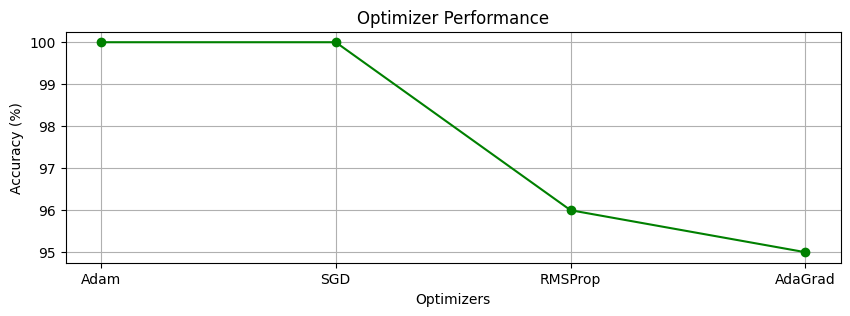 Optimizer Performance
Accuracy (%)
100
99
98
97
96
95
Adam SGD RMSProp AdaGrad
Optimizers